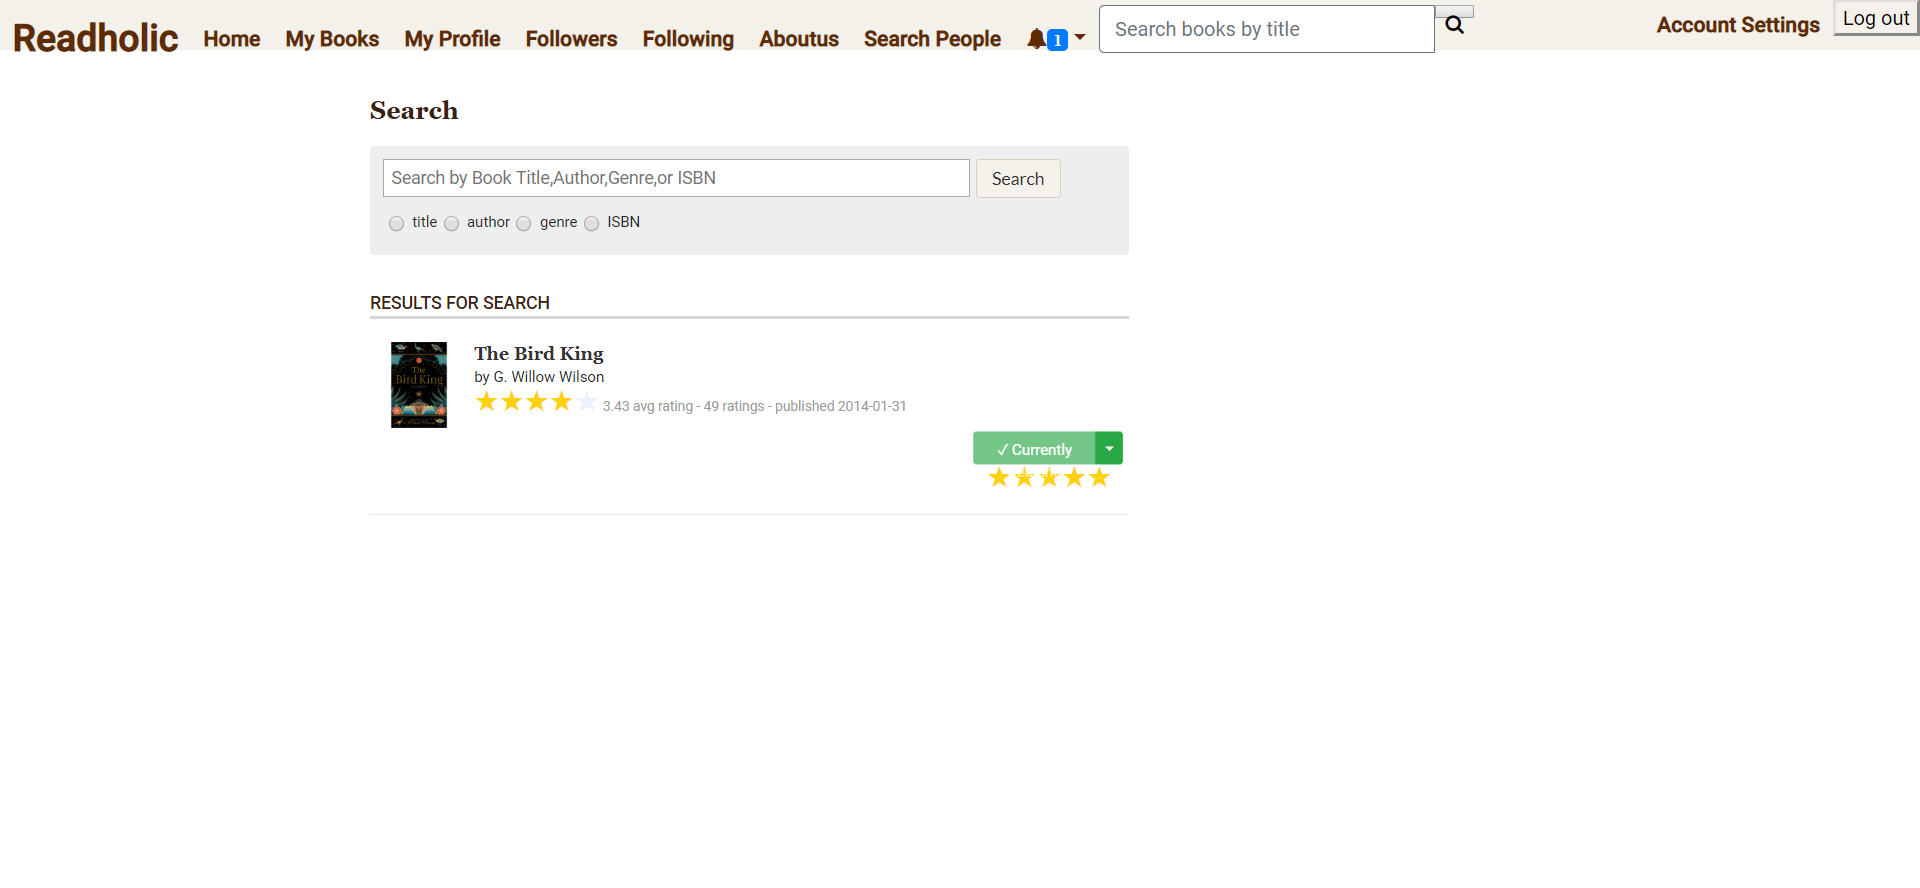 Readholic Home My Books My Profile Followers Following Aboutus Search People 1 Search books by title Account Settings Log out
Search
Search by Book Title,Author,Genre,or ISBN Search
title author genre ISBN
RESULTS FOR SEARCH
The Bird King
The Bird King
by G. Willow Wilson
3.43 avg rating - 49 ratings - published 2014-01-31
✓ Currently